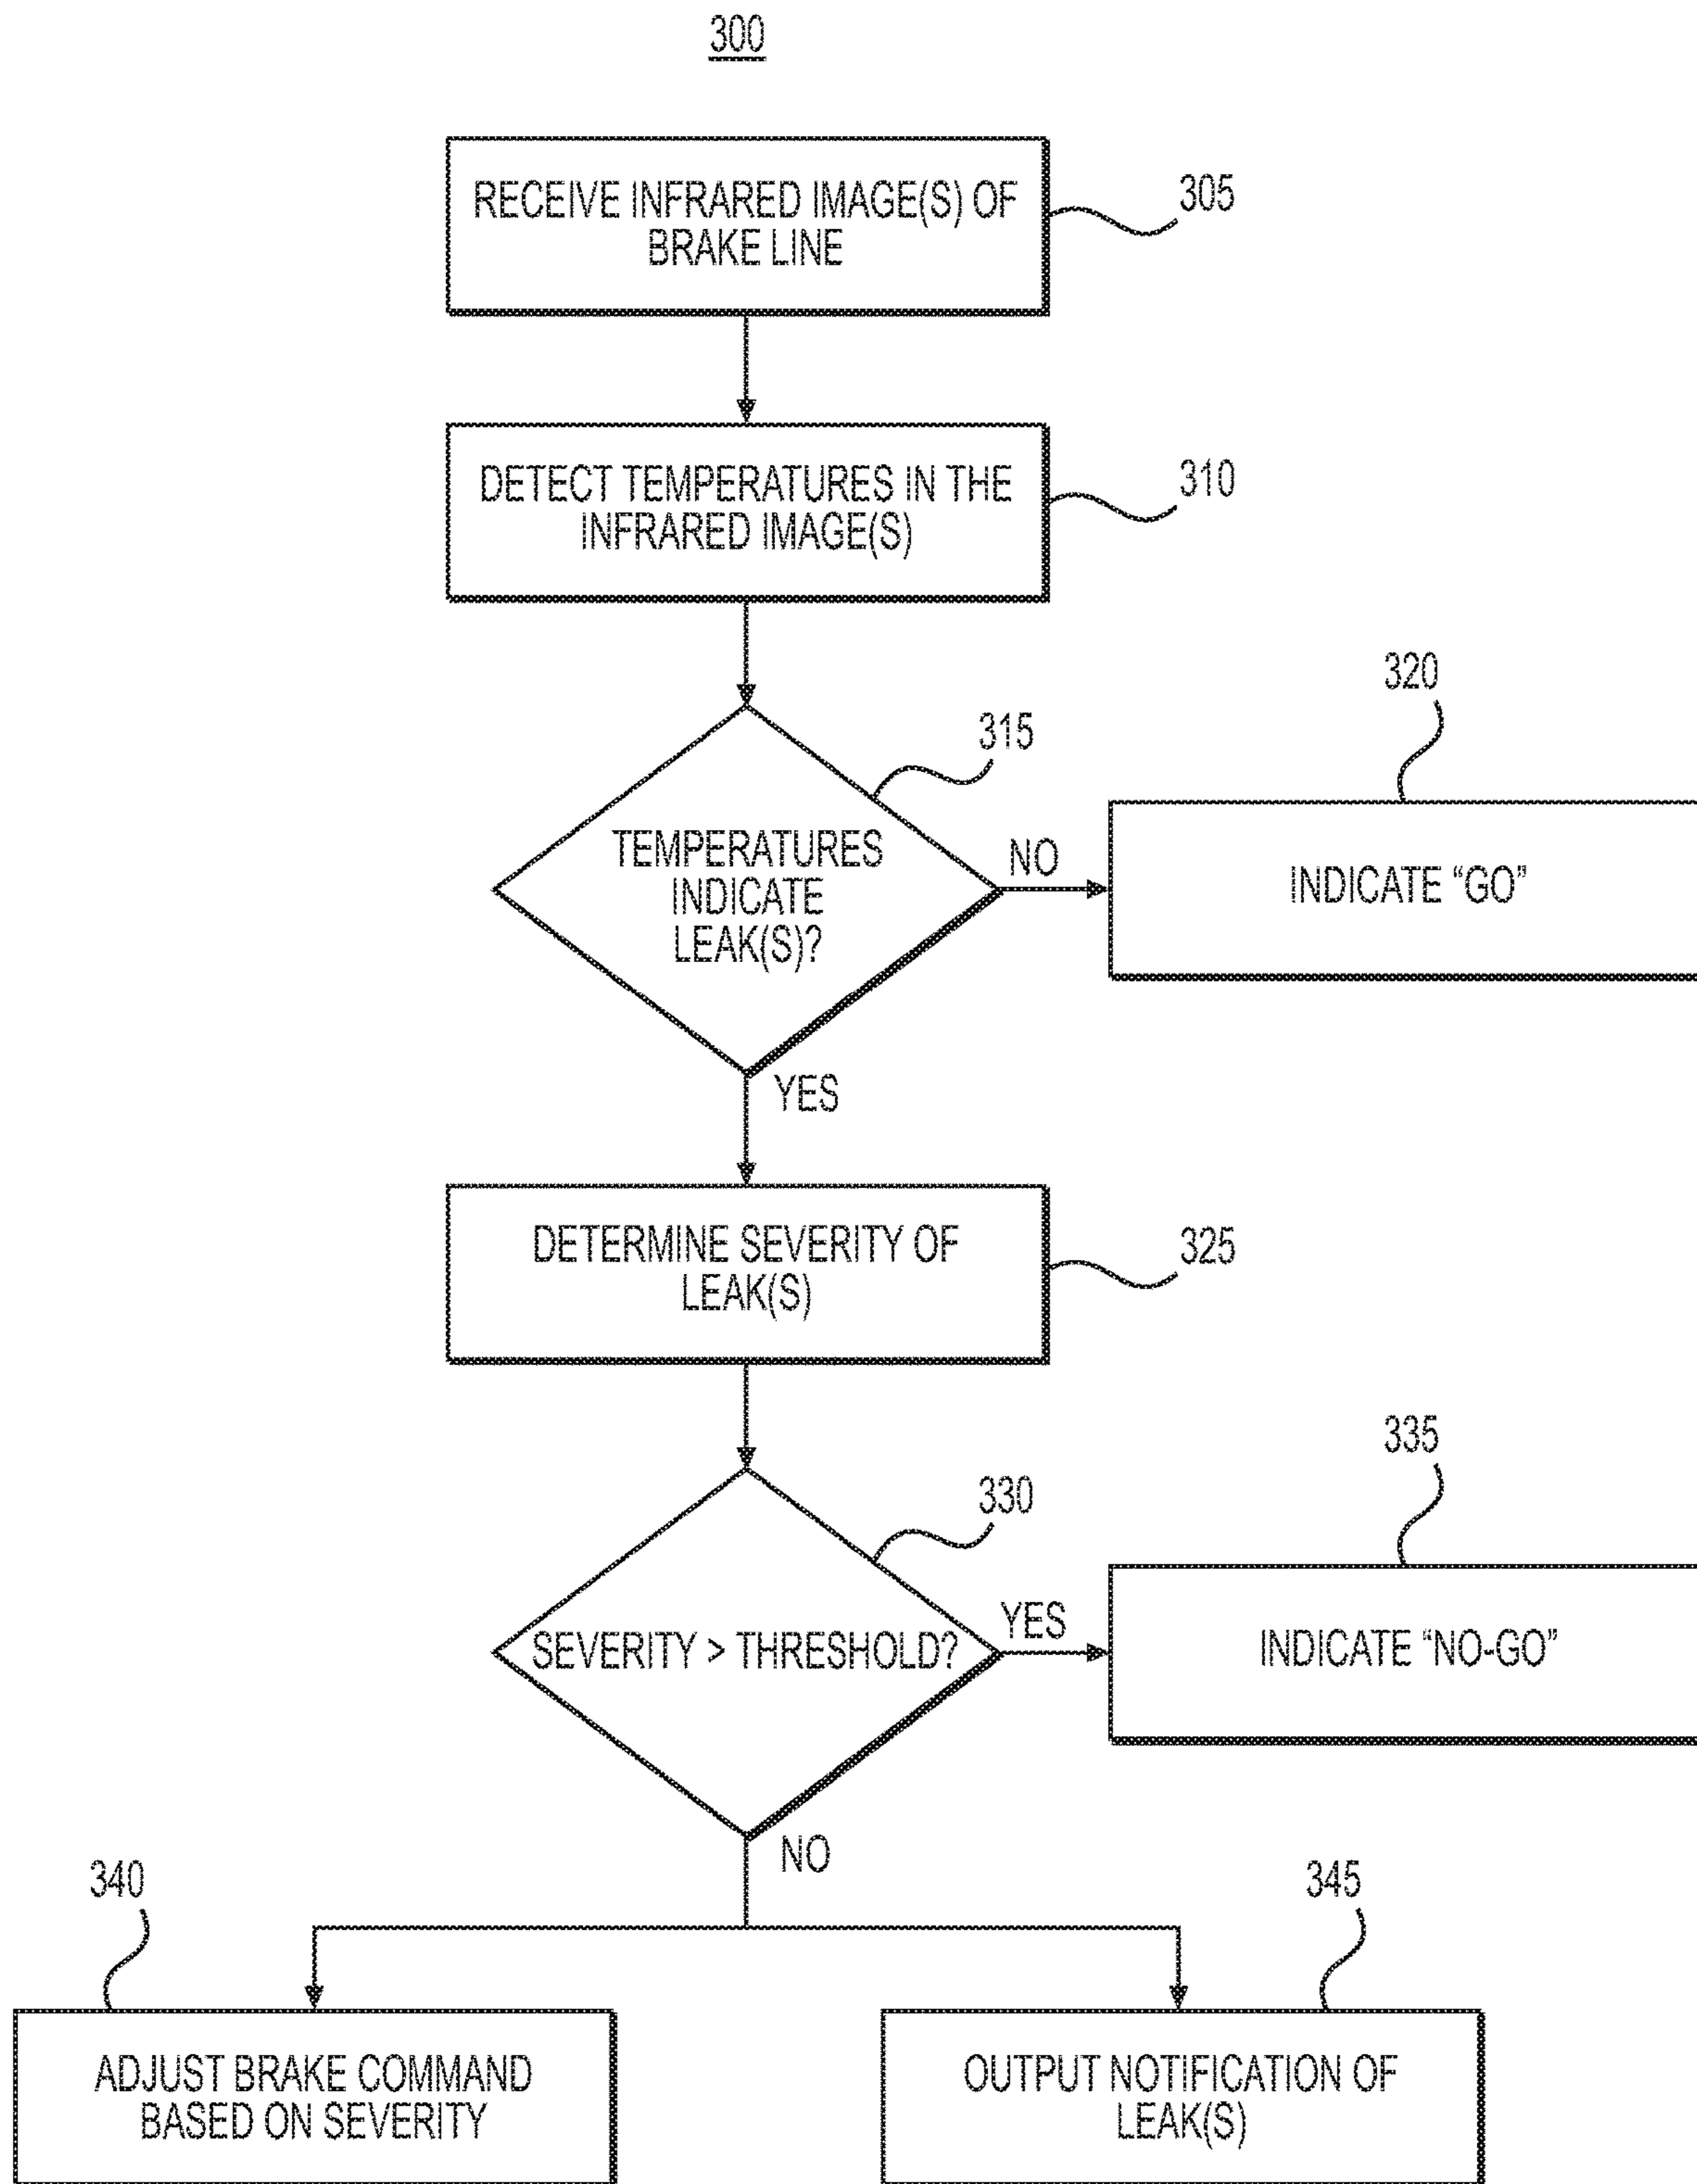 300
RECEIVE INFRARED IMAGE(S) OF
BRAKE LINE
305
DETECT TEMPERATURES IN THE
INFRARED IMAGE(S)
310
315
320
TEMPERATURES
INDICATE
LEAK(S)?
NO
INDICATE “GO”
YES
DETERMINE SEVERITY OF
LEAK(S)
325
330
335
SEVERITY > THRESHOLD?
YES
INDICATE “NO-GO”
NO
340
345
ADJUST BRAKE COMMAND
BASED ON SEVERITY
OUTPUT NOTIFICATION OF
LEAK(S)